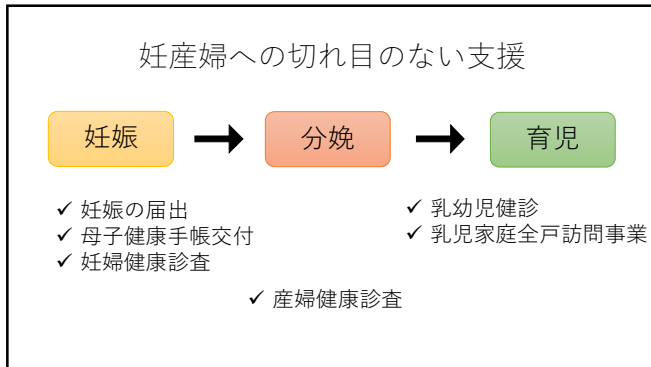 妊産婦への切れ目のない支援
妊娠
分娩
育児
✓ 妊娠の届出
✓ 母子健康手帳交付
✓ 妊婦健康診査
✓ 乳幼児健診
✓ 乳児家庭全戸訪問事業
✓ 産婦健康診査